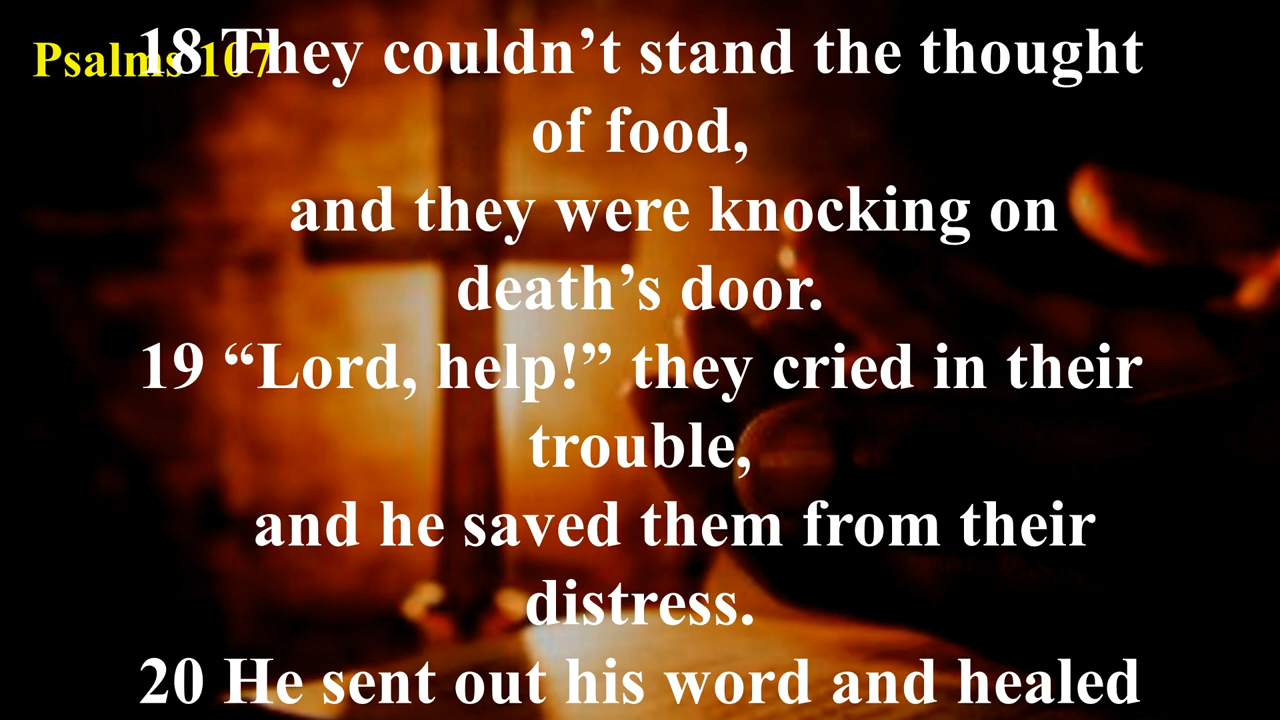 Psalms 107
18 They couldn’t stand the thought
of food,
and they were knocking on
death’s door.
19 “Lord, help!” they cried in their
trouble,
and he saved them from their
distress.
20 He sent out his word and healed